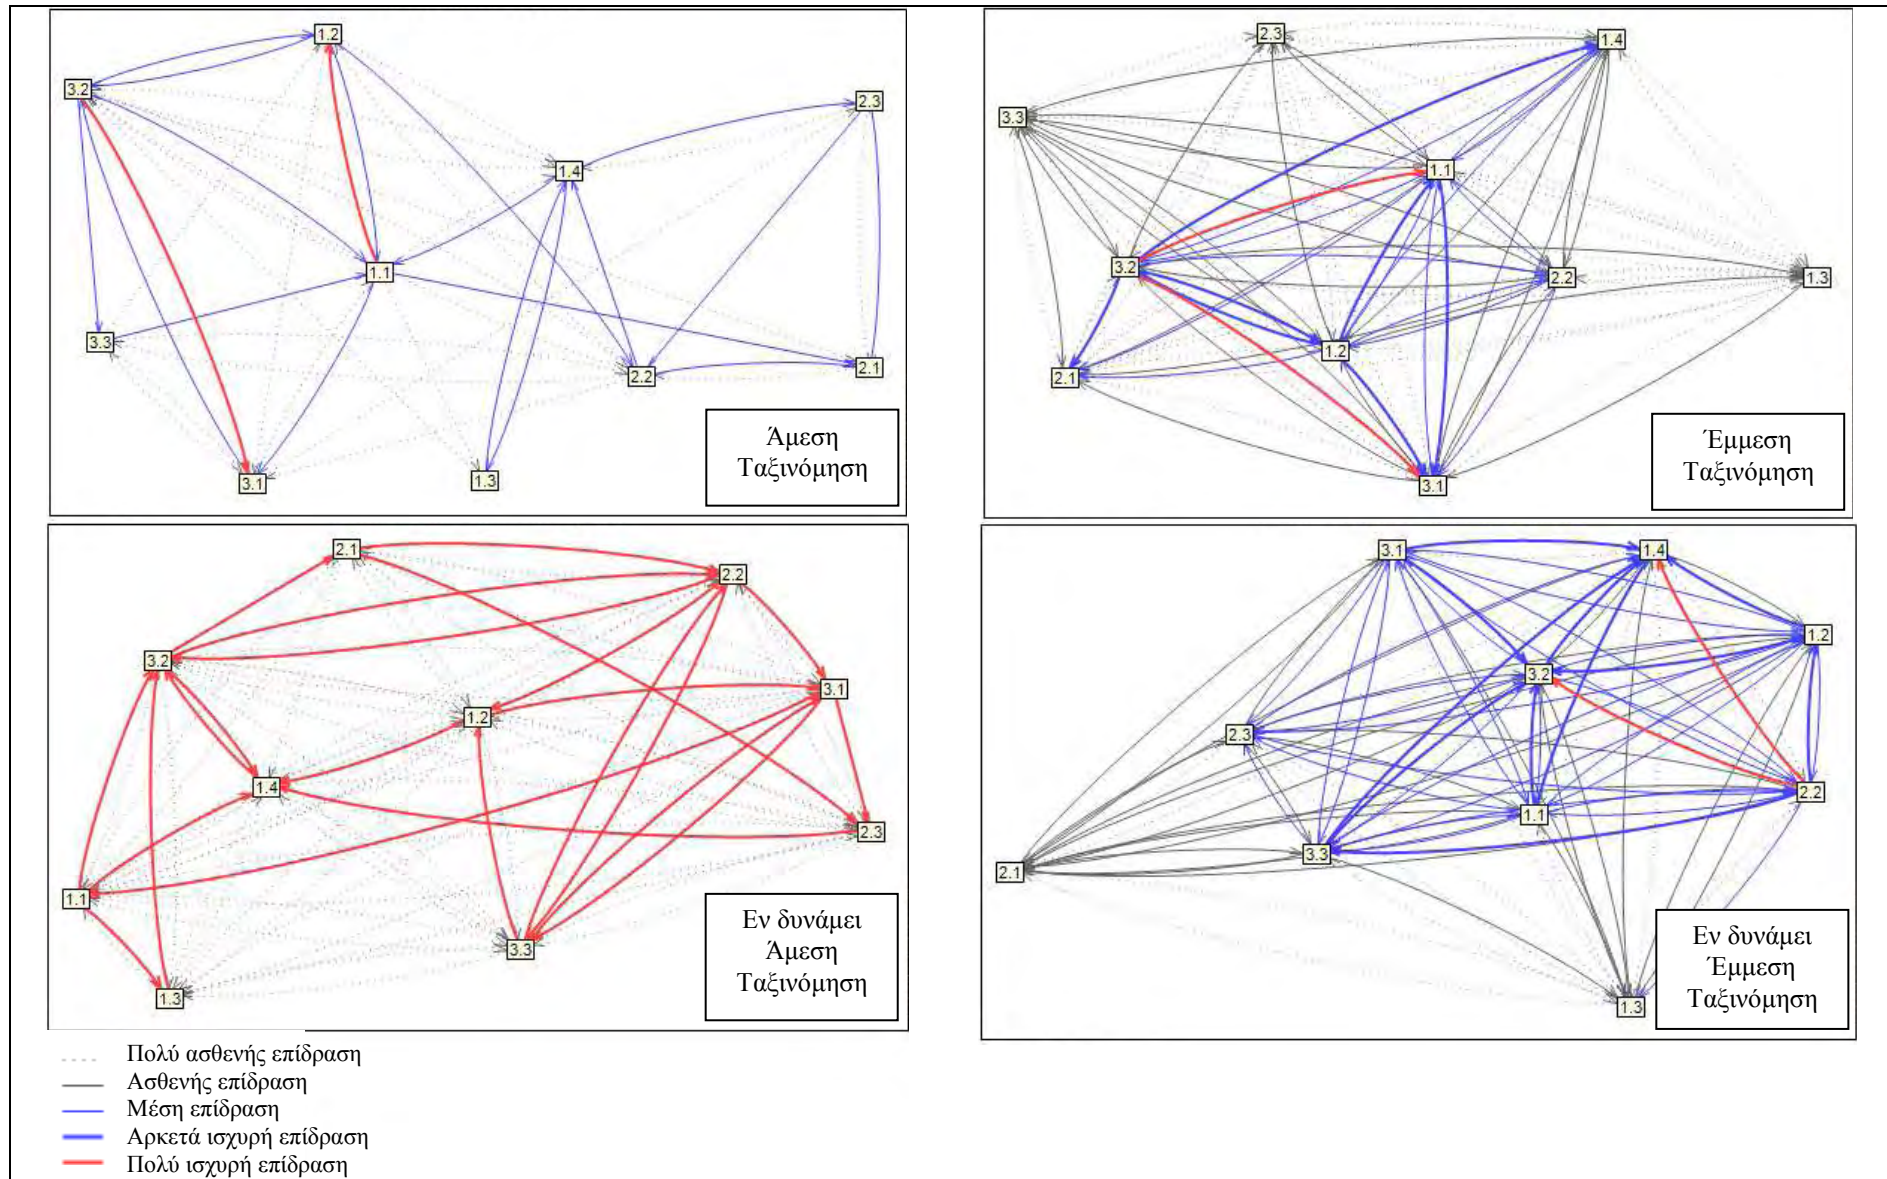 1.2
3.2
2.3
1.4
1.1
3.3
2.2
2.1
3.1
1.3
Άμεση
Ταξινόμηση
2.3
1.4
3.3
1.1
3.2
2.2
1.3
1.2
2.1
3.1
Έμμεση
Ταξινόμηση
2.1
2.2
3.2
3.1
1.2
1.4
2.3
1.1
3.3
1.3
Εν δυνάμει
Άμεση
Ταξινόμηση
3.1
1.4
1.2
3.2
2.3
2.2
1.1
3.3
2.1
1.3
Εν δυνάμει
Έμμεση
Ταξινόμηση
Πολύ ασθενής επίδραση
Ασθενής επίδραση
Μέση επίδραση
Αρκετά ισχυρή επίδραση
Πολύ ισχυρή επίδραση